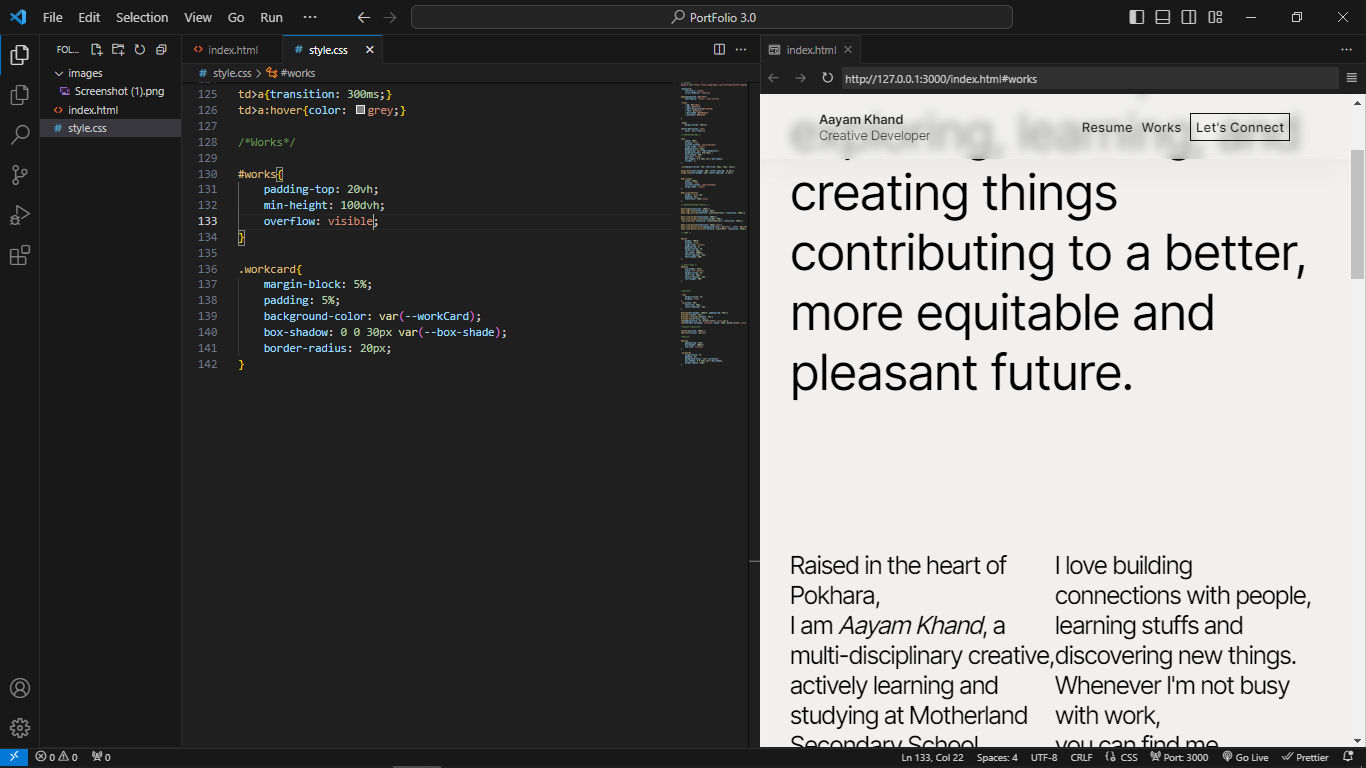 File Edit Selection View Go Run ··· PortFolio 3.0
FOL... index.html style.css index.html
images
Screenshot (1).png
index.html
style.css
style.css > #works
http://127.0.0.1:3000/index.html#works
125 td>a{transition: 300ms;}
126 td>a:hover{color: grey;}
127
128 /*Works*/
129
130 #works{
131 padding-top: 20vh;
132 min-height: 100dvh;
133 overflow: visible;
134 }
135
136 .workcard{
137 margin-block: 5%;
138 padding: 5%;
139 background-color: var(--workCard);
140 box-shadow: 0 0 30px var(--box-shade);
141 border-radius: 20px;
142 }
Aayam Khand
Creative Developer
Resume Works Let's Connect
exploring, learning, and
creating things
contributing to a better,
more equitable and
pleasant future.
Raised in the heart of
Pokhara,
I am Aayam Khand, a
multi-disciplinary creative,
actively learning and
studying at Motherland
Secondary School
I love building
connections with people,
learning stuffs and
discovering new things.
Whenever I'm not busy
with work,
you can find me
0 0 0 Ln 133, Col 22 Spaces: 4 UTF-8 CRLF CSS Port: 3000 Go Live Prettier